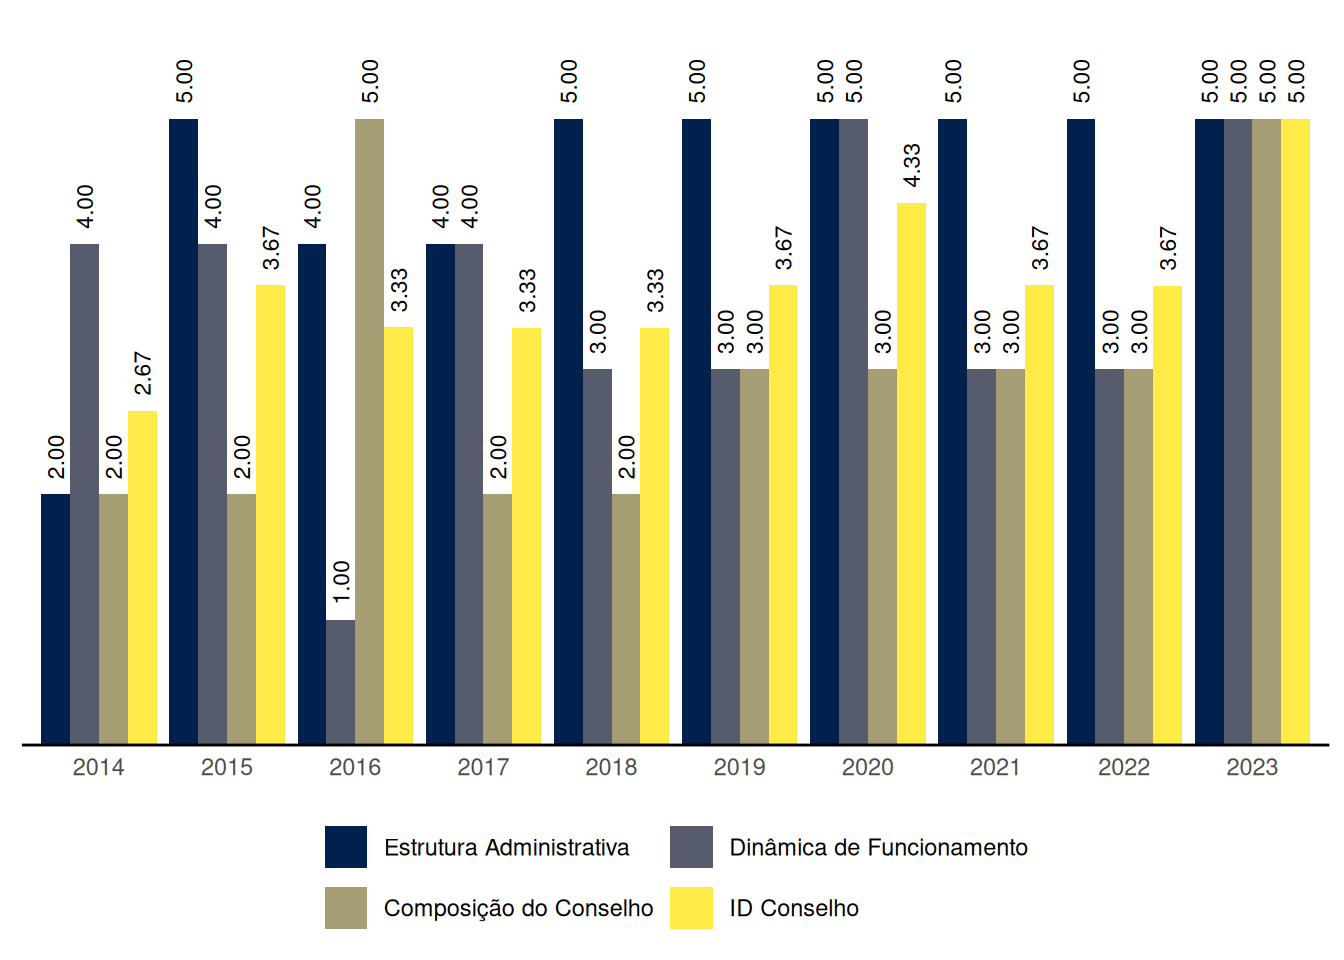 2.00 4.00 2.00 2.67 5.00 4.00 2.00 3.67 4.00 1.00 5.00 3.33 4.00 4.00 2.00 3.33 5.00 3.00 2.00 3.33 5.00 3.00 3.00 3.67 5.00 5.00 3.00 4.33 5.00 3.00 3.00 3.67 5.00 3.00 3.00 3.67 5.00 5.00 5.00 5.00
2014 2015 2016 2017 2018 2019 2020 2021 2022 2023
Estrutura Administrativa Dinâmica de Funcionamento
Composição do Conselho ID Conselho